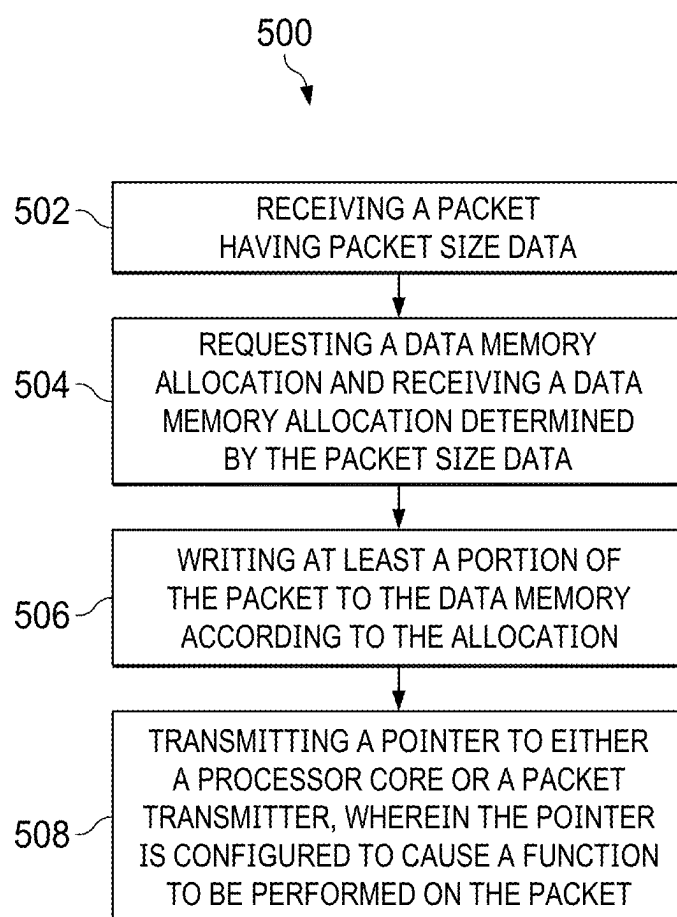 500
502
RECEIVING A PACKET
HAVING PACKET SIZE DATA
504
REQUESTING A DATA MEMORY
ALLOCATION AND RECEIVING A DATA
MEMORY ALLOCATION DETERMINED
BY THE PACKET SIZE DATA
506
WRITING AT LEAST A PORTION OF
THE PACKET TO THE DATA MEMORY
ACCORDING TO THE ALLOCATION
508
TRANSMITTING A POINTER TO EITHER
A PROCESSOR CORE OR A PACKET
TRANSMITTER, WHEREIN THE POINTER
IS CONFIGURED TO CAUSE A FUNCTION
TO BE PERFORMED ON THE PACKET